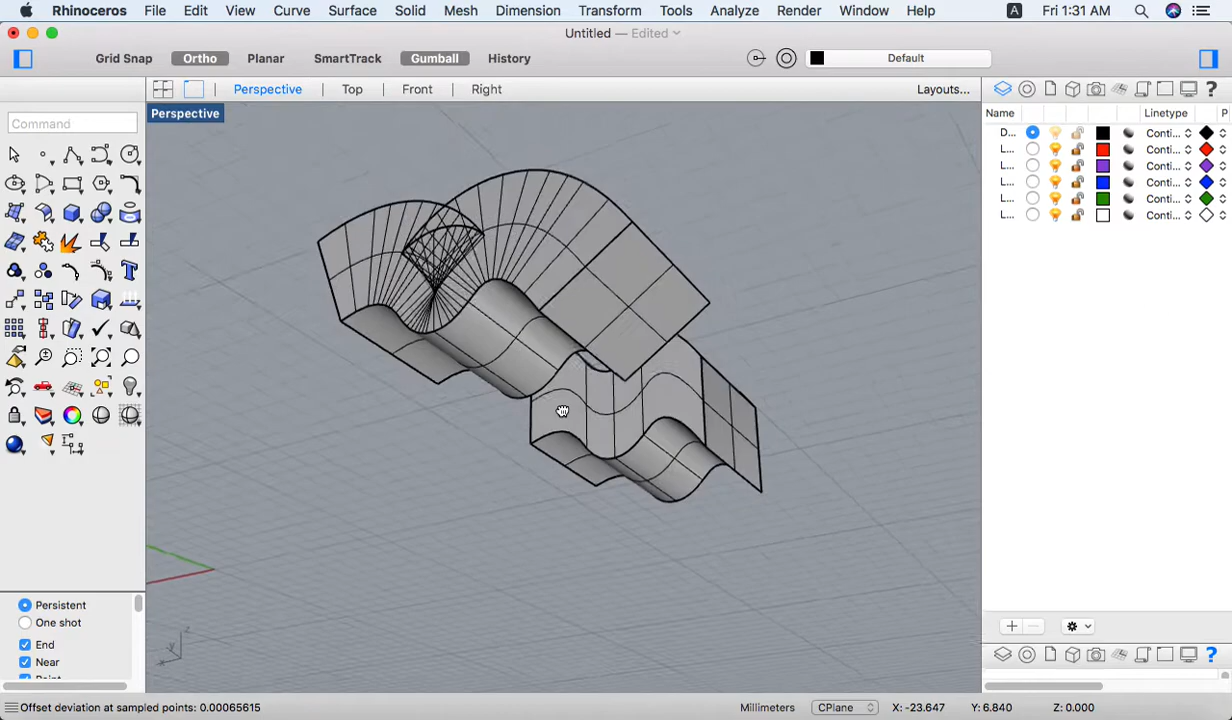 Rhinoceros File Edit View Curve Surface Solid Mesh Dimension Transform Tools Analyze Render Window Help A Fri 1:31 AM
Untitled — Edited
Grid Snap Ortho Planar SmartTrack Gumball History Default
Perspective Top Front Right Layouts...
Perspective
Name Linetype P
Command
D... Conti...
L... Conti...
L... Conti...
L... Conti...
L... Conti...
L... Conti...
Persistent
One shot
End
Near
z
y
x
Offset deviation at sampled points: 0.00065615 Millimeters CPlane X: -23.647 Y: 6.840 Z: 0.000